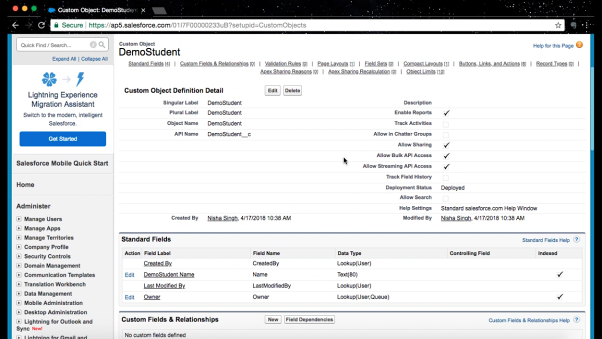 Custom Object: DemoStudent
Secure https://ap5.salesforce.com/01I7F00000233uB?setupid=CustomObjects
Quick Find / Search...
Expand All | Collapse All
Lightning Experience
Migration Assistant
Switch to the modern, intelligent
Salesforce.
Get Started
Salesforce Mobile Quick Start
Home
Administer
Manage Users
Manage Apps
Manage Territories
Company Profile
Security Controls
Domain Management
Communication Templates
Translation Workbench
Data Management
Mobile Administration
Desktop Administration
Lightning for Outlook and
Sync New!
Lightning for Gmail and
Custom Object
DemoStudent
Help for this Page
Standard Fields [4] | Custom Fields & Relationships [0] | Validation Rules [0] | Page Layouts [1] | Field Sets [0] | Compact Layouts [1] | Buttons, Links, and Actions [8] | Record Types [0] |
Apex Sharing Reasons [0] | Apex Sharing Recalculation [0] | Object Limits [10]
Custom Object Definition Detail Edit Delete
Singular Label DemoStudent Description
Plural Label DemoStudent Enable Reports ✓
Object Name DemoStudent Track Activities
API Name DemoStudent__c Allow in Chatter Groups
Allow Sharing ✓
Allow Bulk API Access ✓
Allow Streaming API Access ✓
Track Field History
Deployment Status Deployed
Allow Search
Help Settings Standard salesforce.com Help Window
Created By Nisha Singh, 4/17/2018 10:38 AM Modified By Nisha Singh, 4/17/2018 10:38 AM
Standard Fields Standard Fields Help
Action Field Label Field Name Data Type Controlling Field Indexed
Created By CreatedBy Lookup(User)
Edit DemoStudent Name Name Text(80) ✓
Last Modified By LastModifiedBy Lookup(User)
Edit Owner Owner Lookup(User,Queue) ✓
Custom Fields & Relationships New Field Dependencies Custom Fields & Relationships Help
No custom fields defined